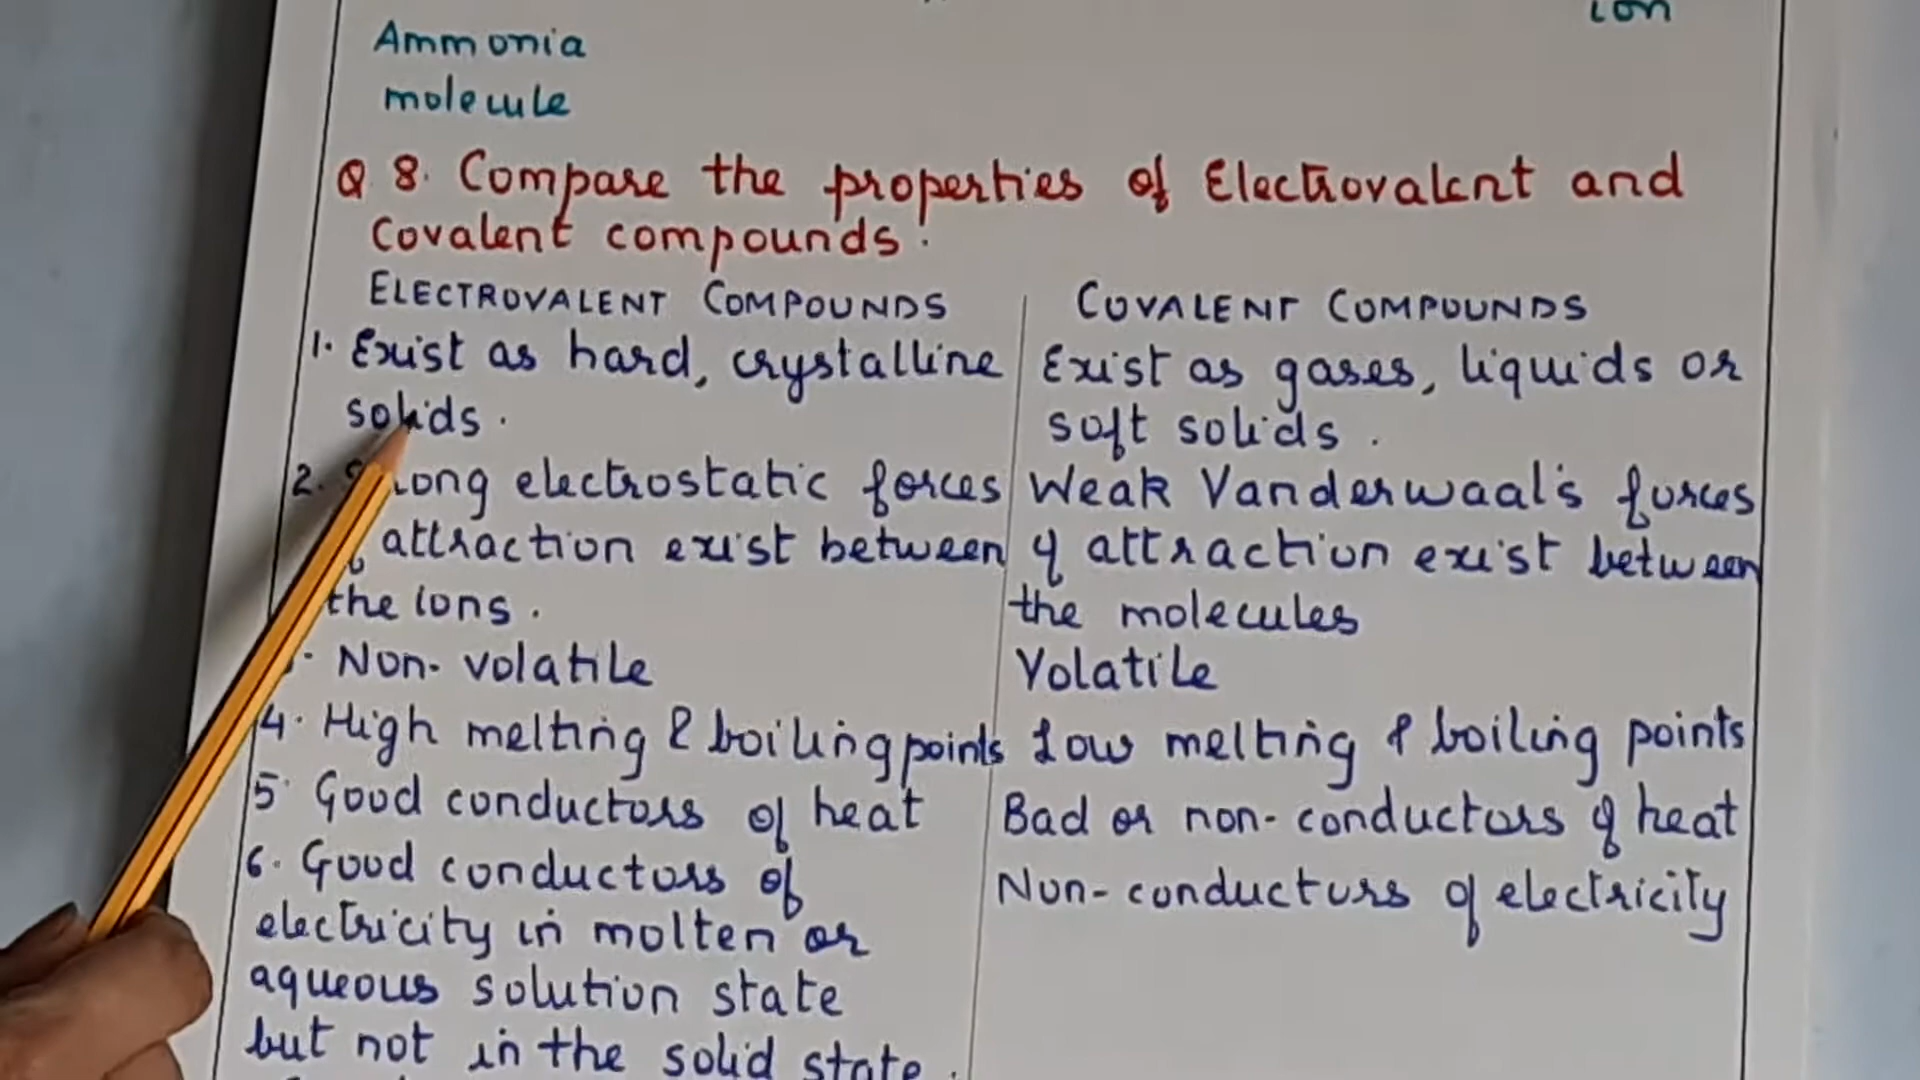 ion
Ammonia
molecule
Q 8. Compare the properties of Electrovalent and
Covalent compounds.
ELECTROVALENT COMPOUNDS
1. Exist as hard, crystalline
solids.
2. electrostatic forces
attraction exist between
the ions.
Non-volatile
4. High melting & boiling points
5. Good conductors of heat
6. Good conductors of
electricity in molten or
aqueous solution state
but not in the solid state.
COVALENT COMPOUNDS
Exist as gases, liquids or
soft solids.
Weak Vanderwaal's forces
of attraction exist between
the molecules
Volatile
Low melting & boiling points
Bad or non-conductors of heat
Non-conductors of electricity